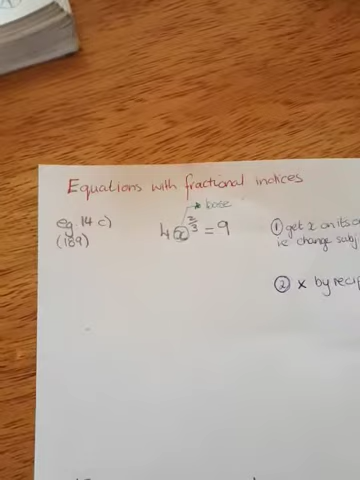 Equations with fractional indices
base
eg 14 c)
(189)
4x^(2/3) = 9
① get x on its o
ie change subj
② x by recip